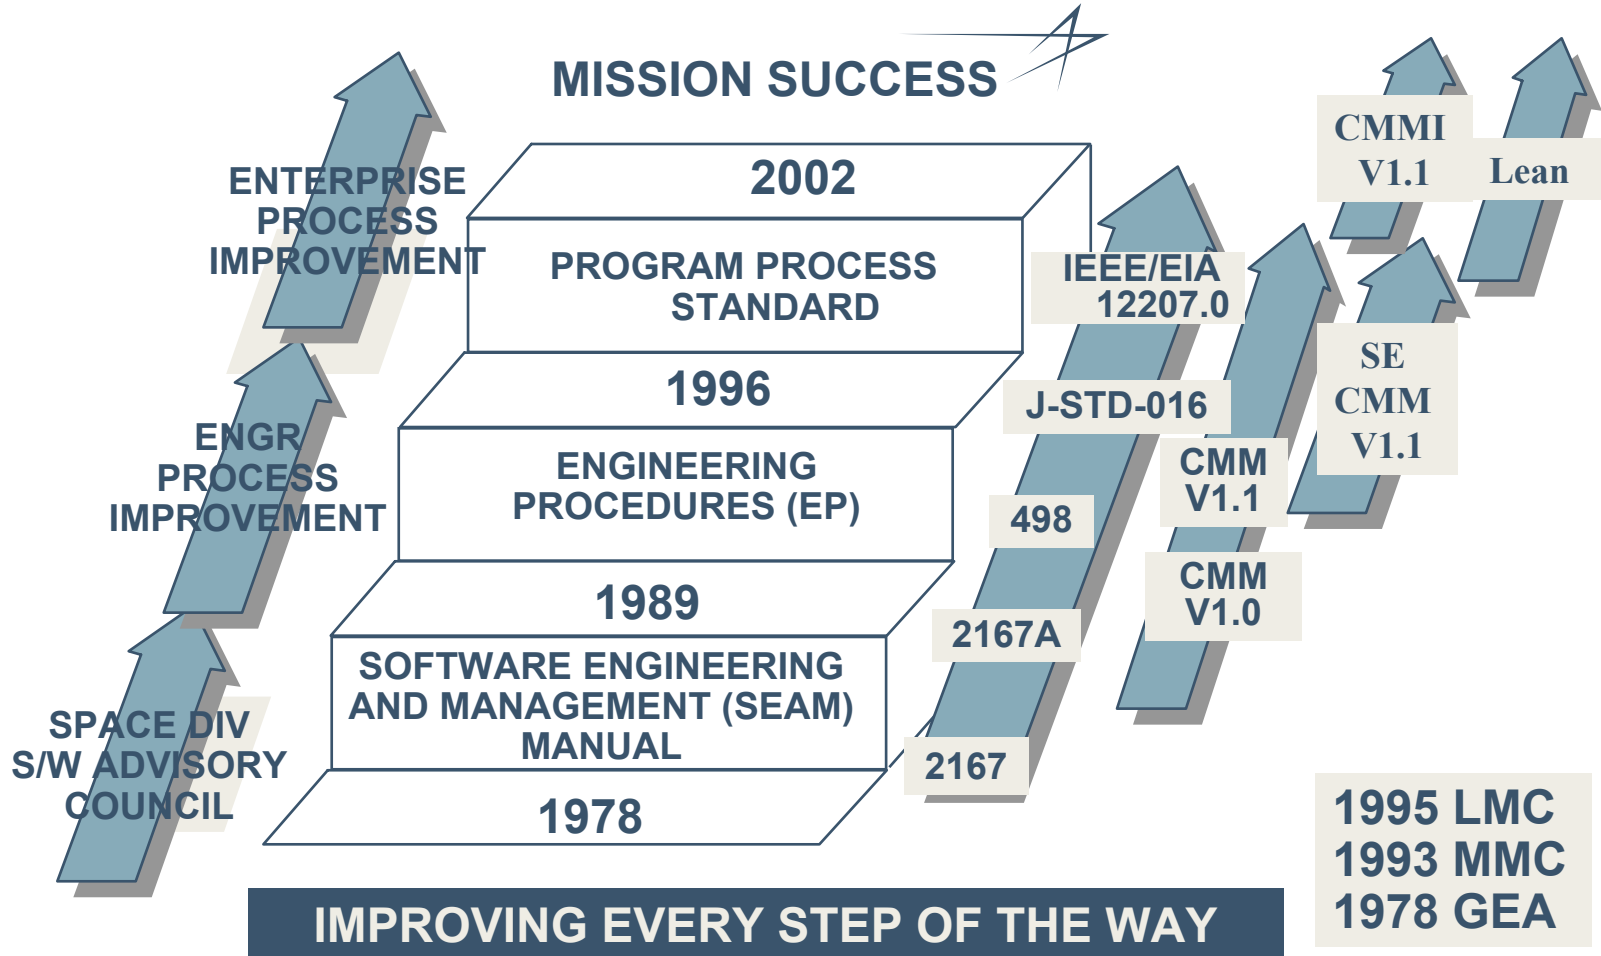 MISSION SUCCESS
ENTERPRISE
PROCESS
IMPROVEMENT
ENGR
PROCESS
IMPROVEMENT
SPACE DIV
S/W ADVISORY
COUNCIL
2002
PROGRAM PROCESS
STANDARD
1996
ENGINEERING
PROCEDURES (EP)
1989
SOFTWARE ENGINEERING
AND MANAGEMENT (SEAM)
MANUAL
1978
IEEE/EIA
12207.0
J-STD-016
498
2167A
2167
CMM
V1.1
CMM
V1.0
CMMI
V1.1
SE
CMM
V1.1
Lean
1995 LMC
1993 MMC
1978 GEA
IMPROVING EVERY STEP OF THE WAY